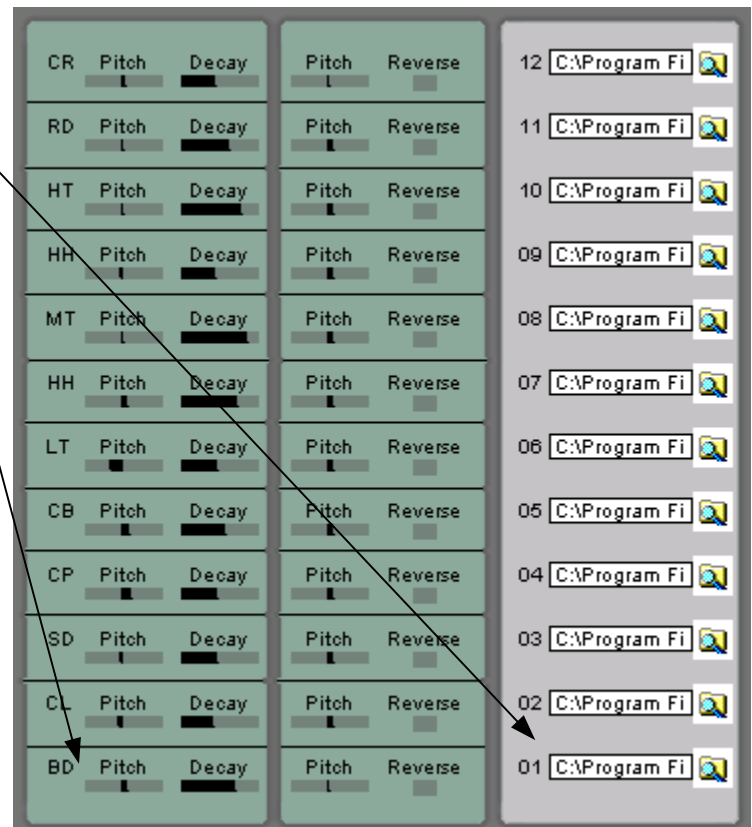 CR Pitch Decay Pitch Reverse 12 C:\Program Fi
RD Pitch Decay Pitch Reverse 11 C:\Program Fi
HT Pitch Decay Pitch Reverse 10 C:\Program Fi
HH Pitch Decay Pitch Reverse 09 C:\Program Fi
MT Pitch Decay Pitch Reverse 08 C:\Program Fi
HH Pitch Decay Pitch Reverse 07 C:\Program Fi
LT Pitch Decay Pitch Reverse 06 C:\Program Fi
CB Pitch Decay Pitch Reverse 05 C:\Program Fi
CP Pitch Decay Pitch Reverse 04 C:\Program Fi
SD Pitch Decay Pitch Reverse 03 C:\Program Fi
CL Pitch Decay Pitch Reverse 02 C:\Program Fi
BD Pitch Decay Pitch Reverse 01 C:\Program Fi